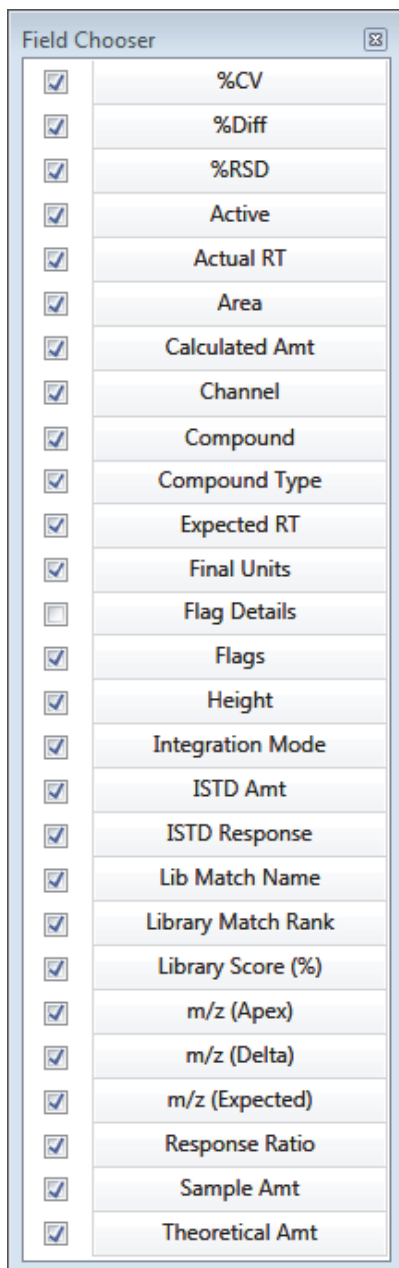 Field Chooser
%CV
%Diff
%RSD
Active
Actual RT
Area
Calculated Amt
Channel
Compound
Compound Type
Expected RT
Final Units
Flag Details
Flags
Height
Integration Mode
ISTD Amt
ISTD Response
Lib Match Name
Library Match Rank
Library Score (%)
m/z (Apex)
m/z (Delta)
m/z (Expected)
Response Ratio
Sample Amt
Theoretical Amt